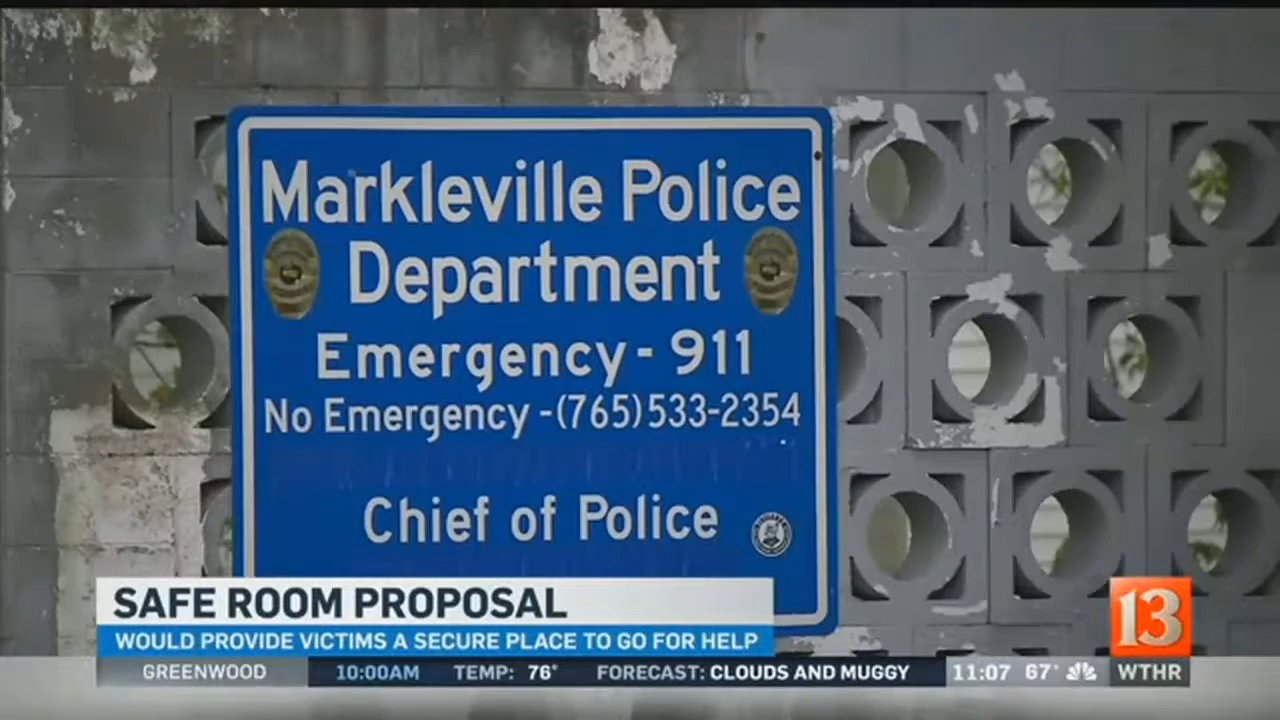 Markleville Police
Department
Emergency - 911
No Emergency -(765)533-2354
Chief of Police
SAFE ROOM PROPOSAL
WOULD PROVIDE VICTIMS A SECURE PLACE TO GO FOR HELP
13
GREENWOOD 10:00AM TEMP: 76° FORECAST: CLOUDS AND MUGGY 11:07 67° WTHR